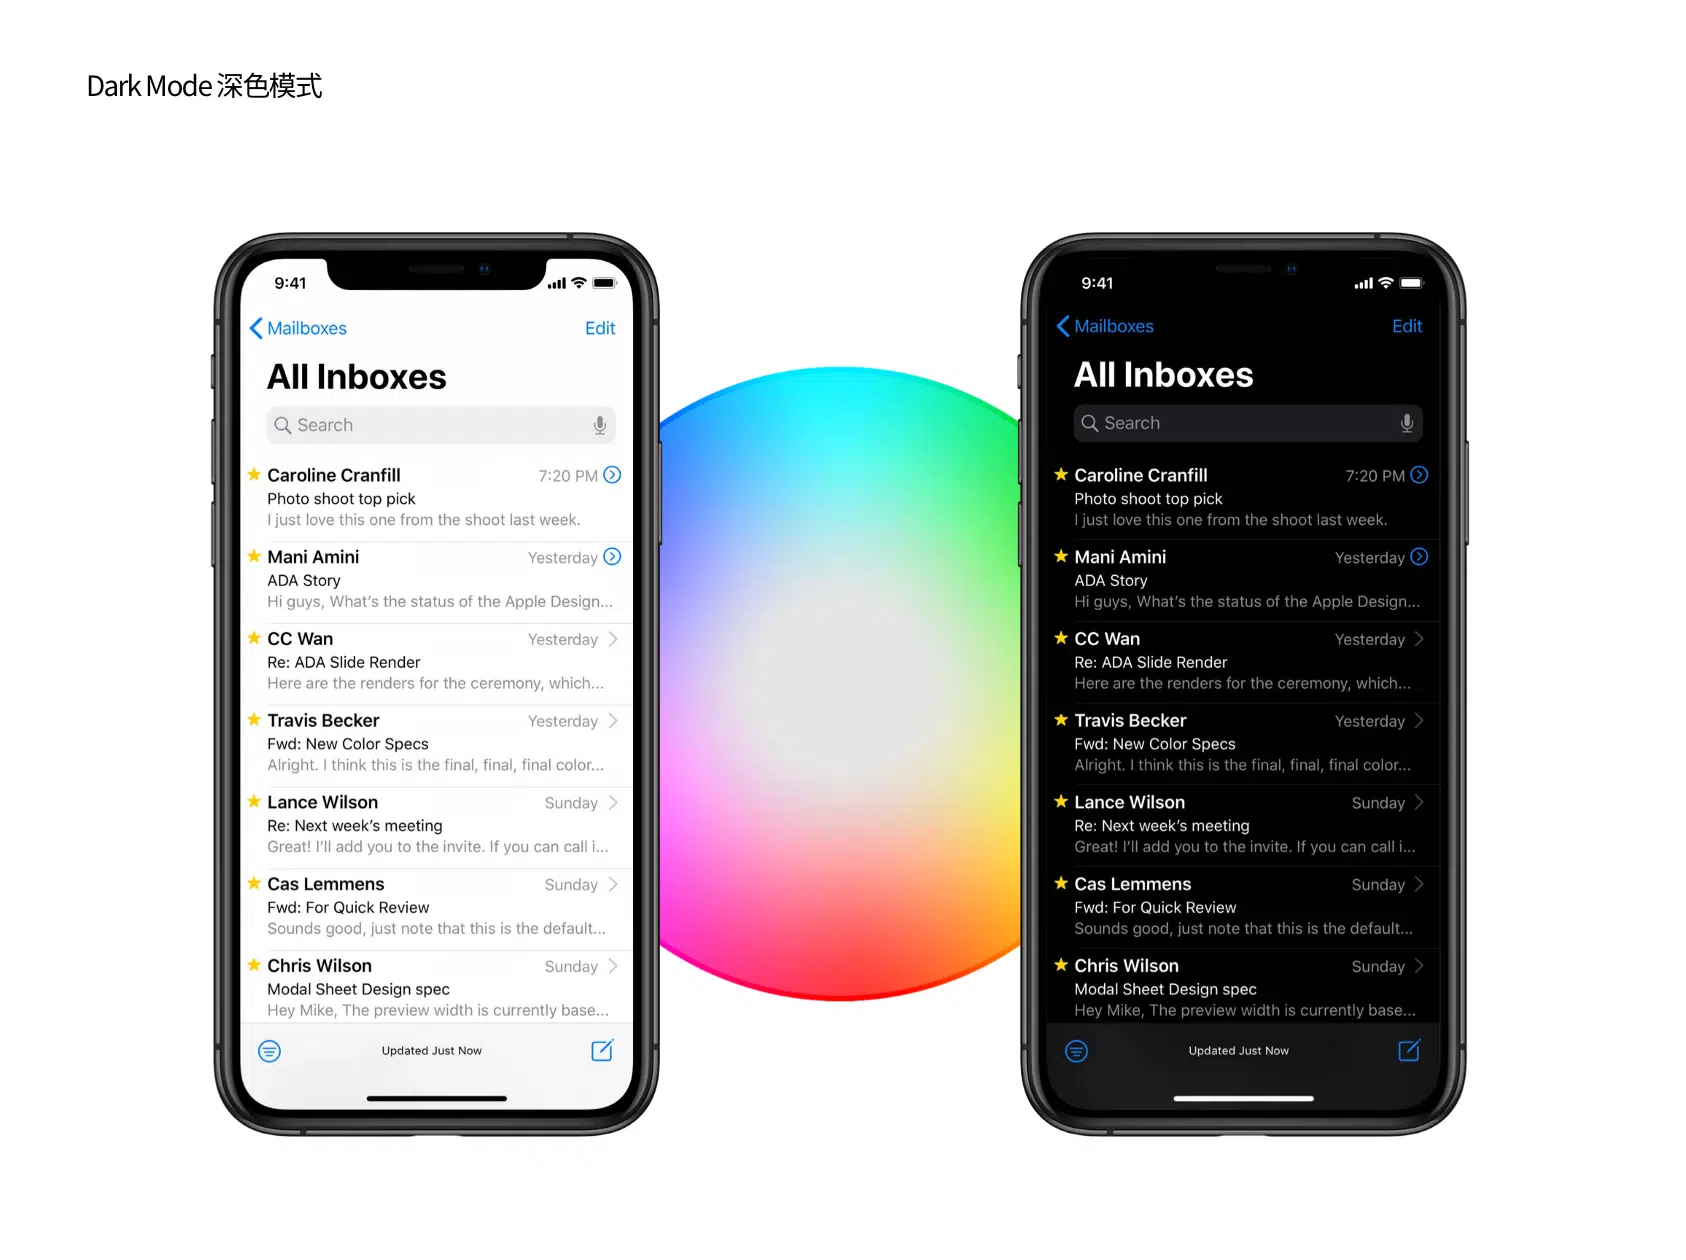 Dark Mode 深色模式
9:41
Mailboxes Edit
All Inboxes
Search
Caroline Cranfill 7:20 PM
Photo shoot top pick
I just love this one from the shoot last week.
Mani Amini Yesterday
ADA Story
Hi guys, What’s the status of the Apple Design...
CC Wan Yesterday
Re: ADA Slide Render
Here are the renders for the ceremony, which...
Travis Becker Yesterday
Fwd: New Color Specs
Alright. I think this is the final, final, final color...
Lance Wilson Sunday
Re: Next week’s meeting
Great! I’ll add you to the invite. If you can call i...
Cas Lemmens Sunday
Fwd: For Quick Review
Sounds good, just note that this is the default...
Chris Wilson Sunday
Modal Sheet Design spec
Hey Mike, The preview width is currently base...
Updated Just Now
9:41
Mailboxes Edit
All Inboxes
Search
Caroline Cranfill 7:20 PM
Photo shoot top pick
I just love this one from the shoot last week.
Mani Amini Yesterday
ADA Story
Hi guys, What’s the status of the Apple Design...
CC Wan Yesterday
Re: ADA Slide Render
Here are the renders for the ceremony, which...
Travis Becker Yesterday
Fwd: New Color Specs
Alright. I think this is the final, final, final color...
Lance Wilson Sunday
Re: Next week’s meeting
Great! I’ll add you to the invite. If you can call i...
Cas Lemmens Sunday
Fwd: For Quick Review
Sounds good, just note that this is the default...
Chris Wilson Sunday
Modal Sheet Design spec
Hey Mike, The preview width is currently base...
Updated Just Now